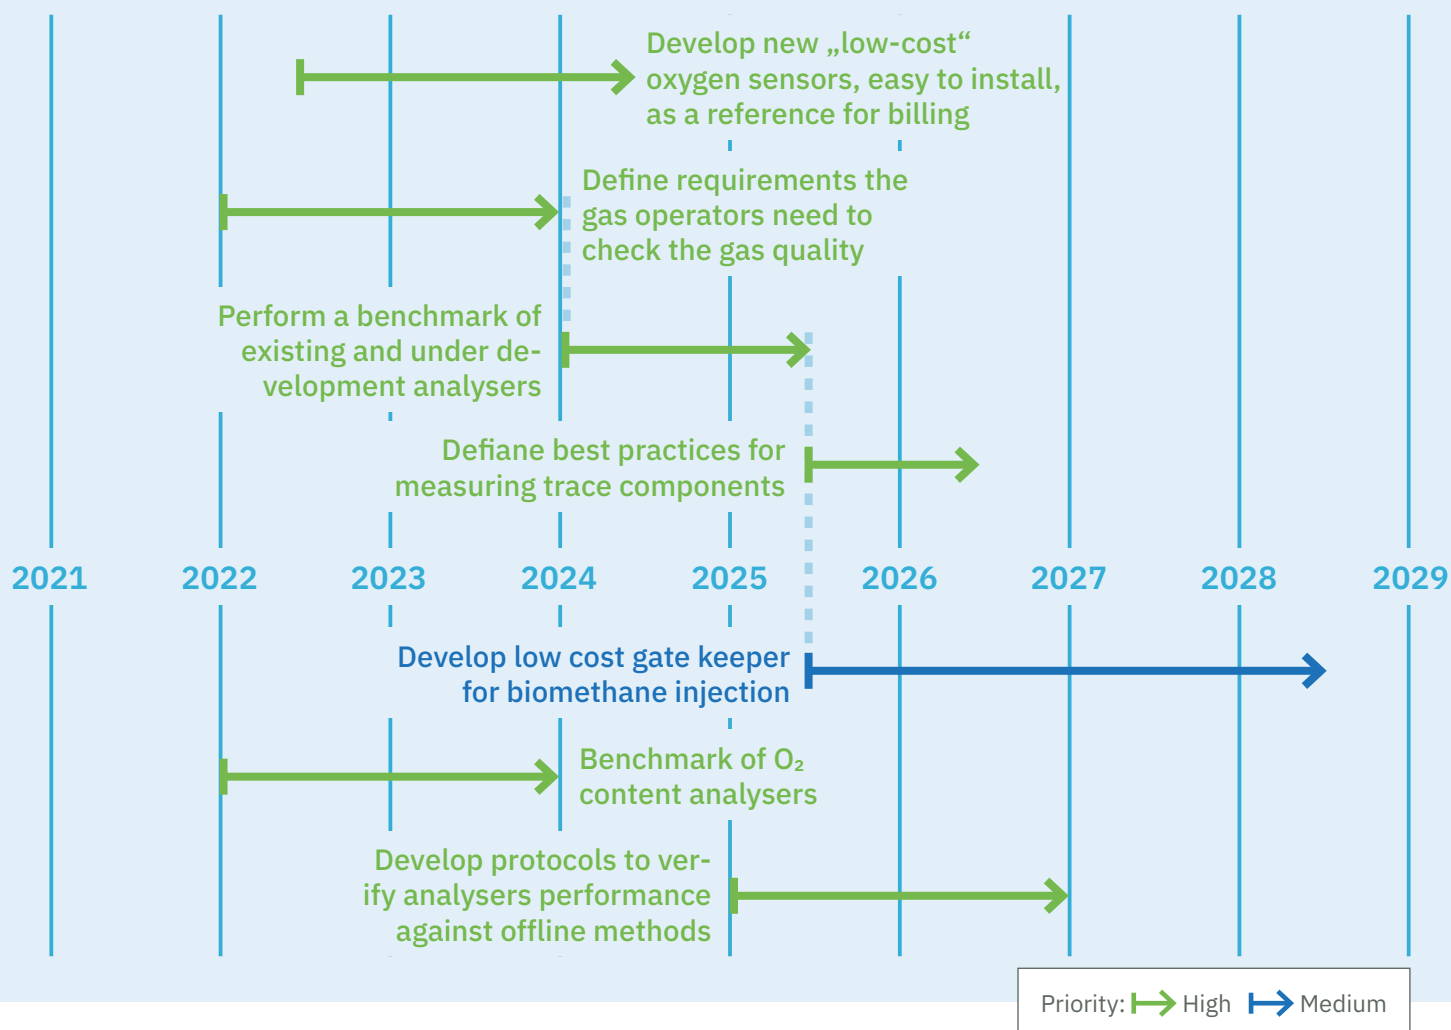 Develop new „low-cost“
oxygen sensors, easy to install,
as a reference for billing
Define requirements the
gas operators need to
check the gas quality
Perform a benchmark of
existing and under de-
velopment analysers
Defiane best practices for
measuring trace components
2021 2022 2023 2024 2025 2026 2027 2028 2029
Develop low cost gate keeper
for biomethane injection
Benchmark of O₂
content analysers
Develop protocols to ver-
ify analysers performance
against offline methods
Priority: High Medium